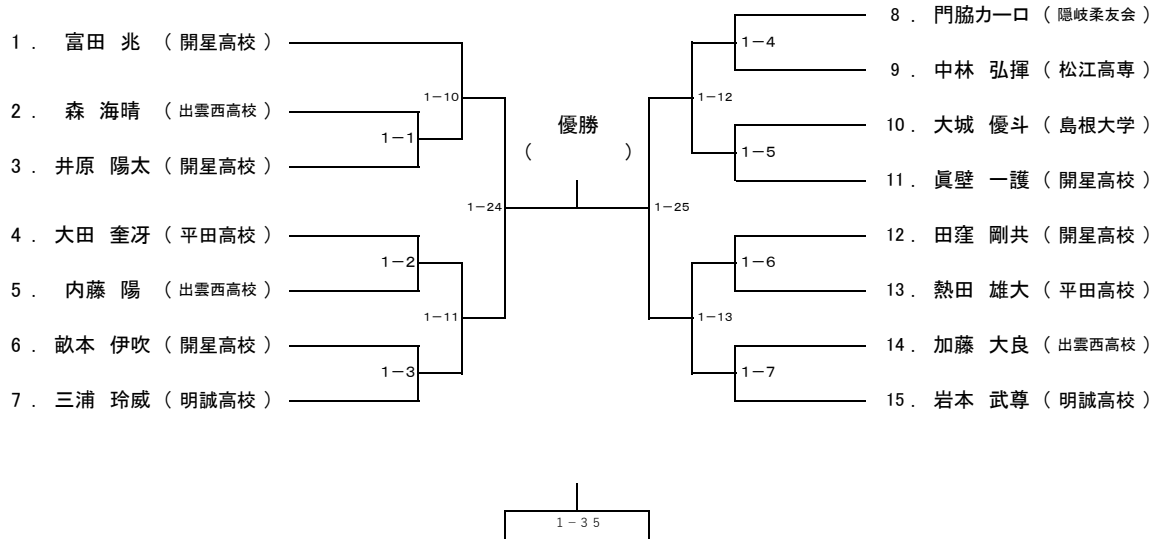 1． 富田 兆 （ 開星高校 ）
2． 森 海晴 （ 出雲西高校 ）
3． 井原 陽太 （ 開星高校 ）
4． 大田 奎冴 （ 平田高校 ）
5． 内藤 陽 （ 出雲西高校 ）
6． 畝本 伊吹 （ 開星高校 ）
7． 三浦 玲威 （ 明誠高校 ）
1－10
1－1
1－24
1－2
1－11
1－3
優勝
（ ）
8． 門脇カーロ （ 隠岐柔友会 ）
9． 中林 弘揮 （ 松江高専 ）
10． 大城 優斗 （ 島根大学 ）
11． 眞壁 一護 （ 開星高校 ）
12． 田窪 剛共 （ 開星高校 ）
13． 熱田 雄大 （ 平田高校 ）
14． 加藤 大良 （ 出雲西高校 ）
15． 岩本 武尊 （ 明誠高校 ）
1－4
1－12
1－5
1－25
1－6
1－13
1－7
1－35